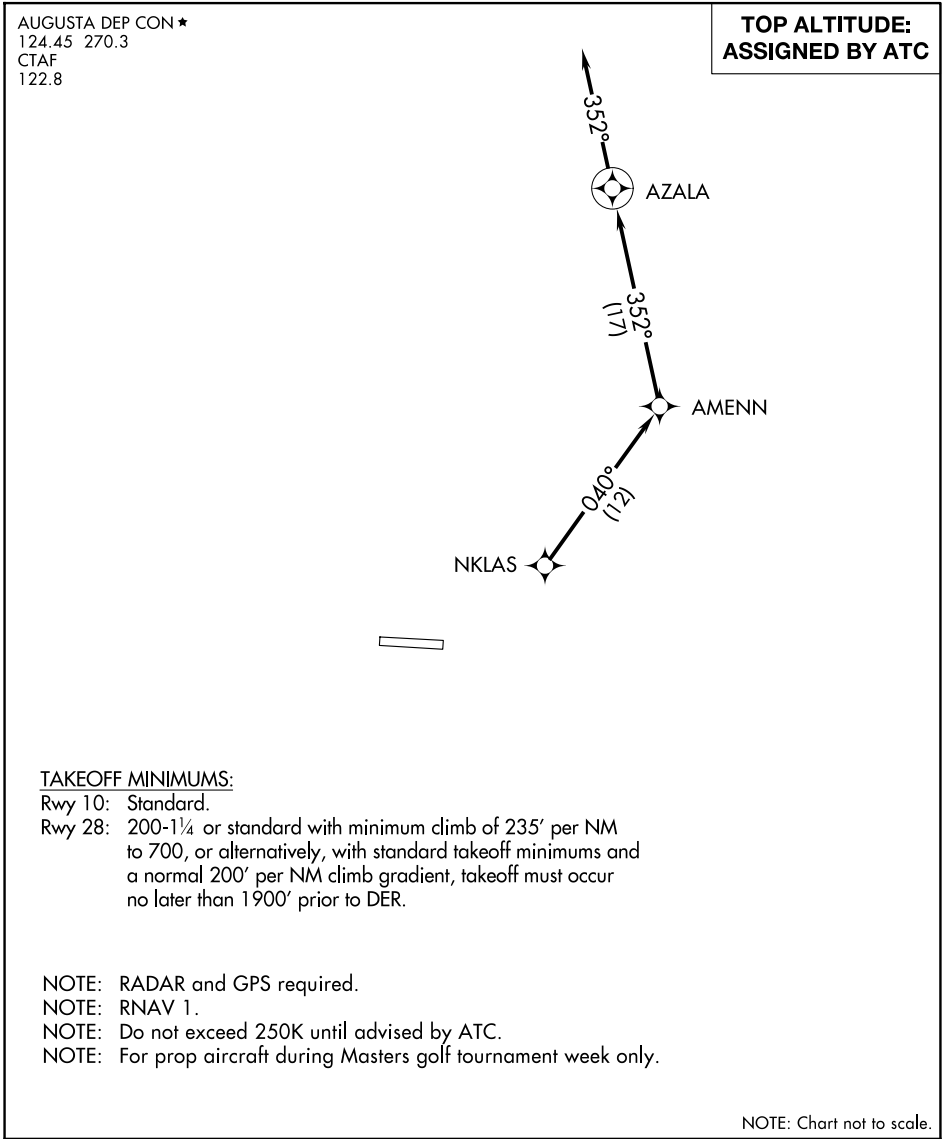 AUGUSTA DEP CON ★
124.45 270.3
CTAF
122.8
TOP ALTITUDE:
ASSIGNED BY ATC
352°
AZALA
352°
(17)
AMENN
040°
(12)
NKLAS
TAKEOFF MINIMUMS:
Rwy 10: Standard.
Rwy 28: 200-1¼ or standard with minimum climb of 235' per NM
to 700, or alternatively, with standard takeoff minimums and
a normal 200' per NM climb gradient, takeoff must occur
no later than 1900' prior to DER.
NOTE: RADAR and GPS required.
NOTE: RNAV 1.
NOTE: Do not exceed 250K until advised by ATC.
NOTE: For prop aircraft during Masters golf tournament week only.
NOTE: Chart not to scale.